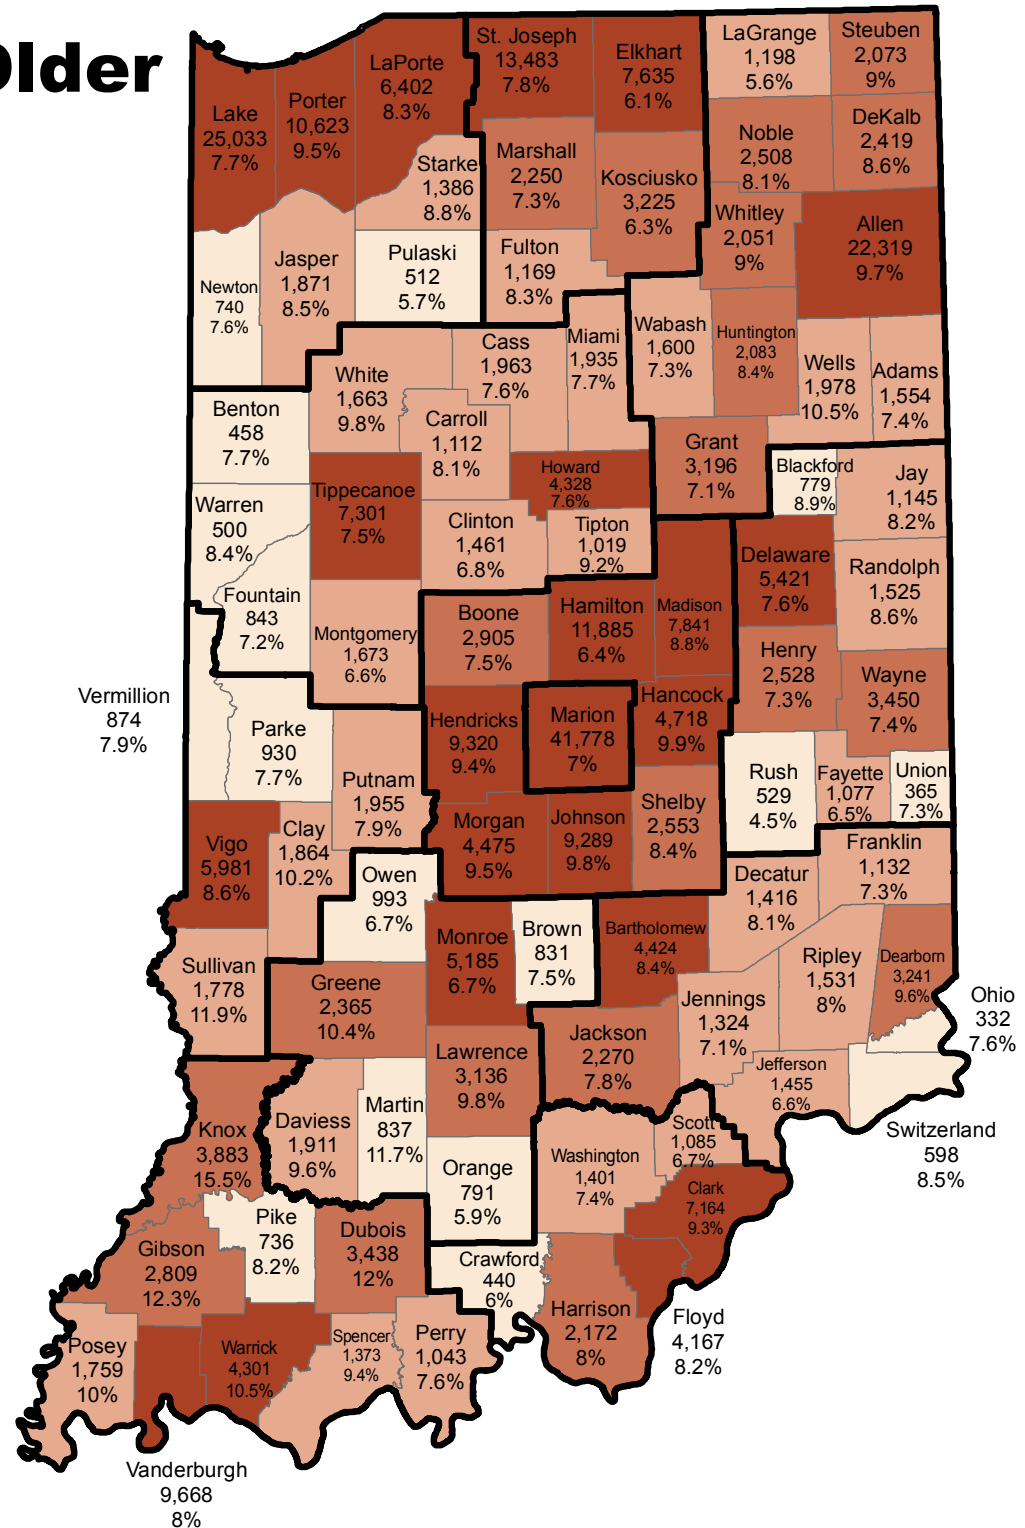 Older
Lake
25,033
7.7%
Porter
10,623
9.5%
LaPorte
6,402
8.3%
St. Joseph
13,483
7.8%
Elkhart
7,635
6.1%
LaGrange
1,198
5.6%
Steuben
2,073
9%
Noble
2,508
8.1%
DeKalb
2,419
8.6%
Starke
1,386
8.8%
Marshall
2,250
7.3%
Kosciusko
3,225
6.3%
Whitley
2,051
9%
Allen
22,319
9.7%
Newton
740
7.6%
Jasper
1,871
8.5%
Pulaski
512
5.7%
Fulton
1,169
8.3%
Wabash
1,600
7.3%
Huntington
2,083
8.4%
Wells
1,978
10.5%
Adams
1,554
7.4%
White
1,663
9.8%
Cass
1,963
7.6%
Miami
1,935
7.7%
Benton
458
7.7%
Carroll
1,112
8.1%
Grant
3,196
7.1%
Blackford
779
8.9%
Jay
1,145
8.2%
Warren
500
8.4%
Tippecanoe
7,301
7.5%
Howard
4,328
7.6%
Clinton
1,461
6.8%
Tipton
1,019
9.2%
Delaware
5,421
7.6%
Randolph
1,525
8.6%
Fountain
843
7.2%
Montgomery
1,673
6.6%
Boone
2,905
7.5%
Hamilton
11,885
6.4%
Madison
7,841
8.8%
Henry
2,528
7.3%
Wayne
3,450
7.4%
Vermillion
874
7.9%
Parke
930
7.7%
Putnam
1,955
7.9%
Hendricks
9,320
9.4%
Marion
41,778
7%
Hancock
4,718
9.9%
Rush
529
4.5%
Fayette
1,077
6.5%
Union
365
7.3%
Vigo
5,981
8.6%
Clay
1,864
10.2%
Morgan
4,475
9.5%
Johnson
9,289
9.8%
Shelby
2,553
8.4%
Franklin
1,132
7.3%
Owen
993
6.7%
Decatur
1,416
8.1%
Monroe
5,185
6.7%
Brown
831
7.5%
Bartholomew
4,424
8.4%
Sullivan
1,778
11.9%
Greene
2,365
10.4%
Ripley
1,531
8%
Dearborn
3,241
9.6%
Ohio
332
7.6%
Jennings
1,324
7.1%
Jackson
2,270
7.8%
Lawrence
3,136
9.8%
Jefferson
1,455
6.6%
Switzerland
598
8.5%
Knox
3,883
15.5%
Daviess
1,911
9.6%
Martin
837
11.7%
Orange
791
5.9%
Washington
1,401
7.4%
Scott
1,085
6.7%
Clark
7,164
9.3%
Gibson
2,809
12.3%
Pike
736
8.2%
Dubois
3,438
12%
Crawford
440
6%
Harrison
2,172
8%
Floyd
4,167
8.2%
Posey
1,759
10%
Warrick
4,301
10.5%
Spencer
1,373
9.4%
Perry
1,043
7.6%
Vanderburgh
9,668
8%